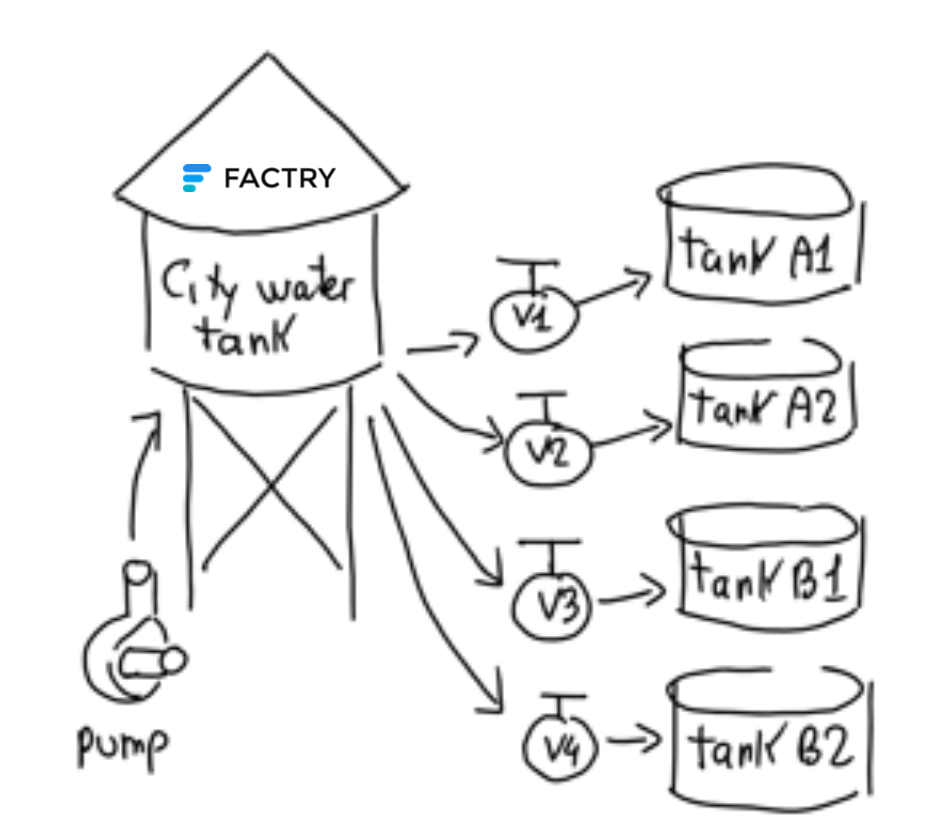 FACTRY
City water
tank
V1
tank A1
V2
tank A2
V3
tank B1
V4
tank B2
pump